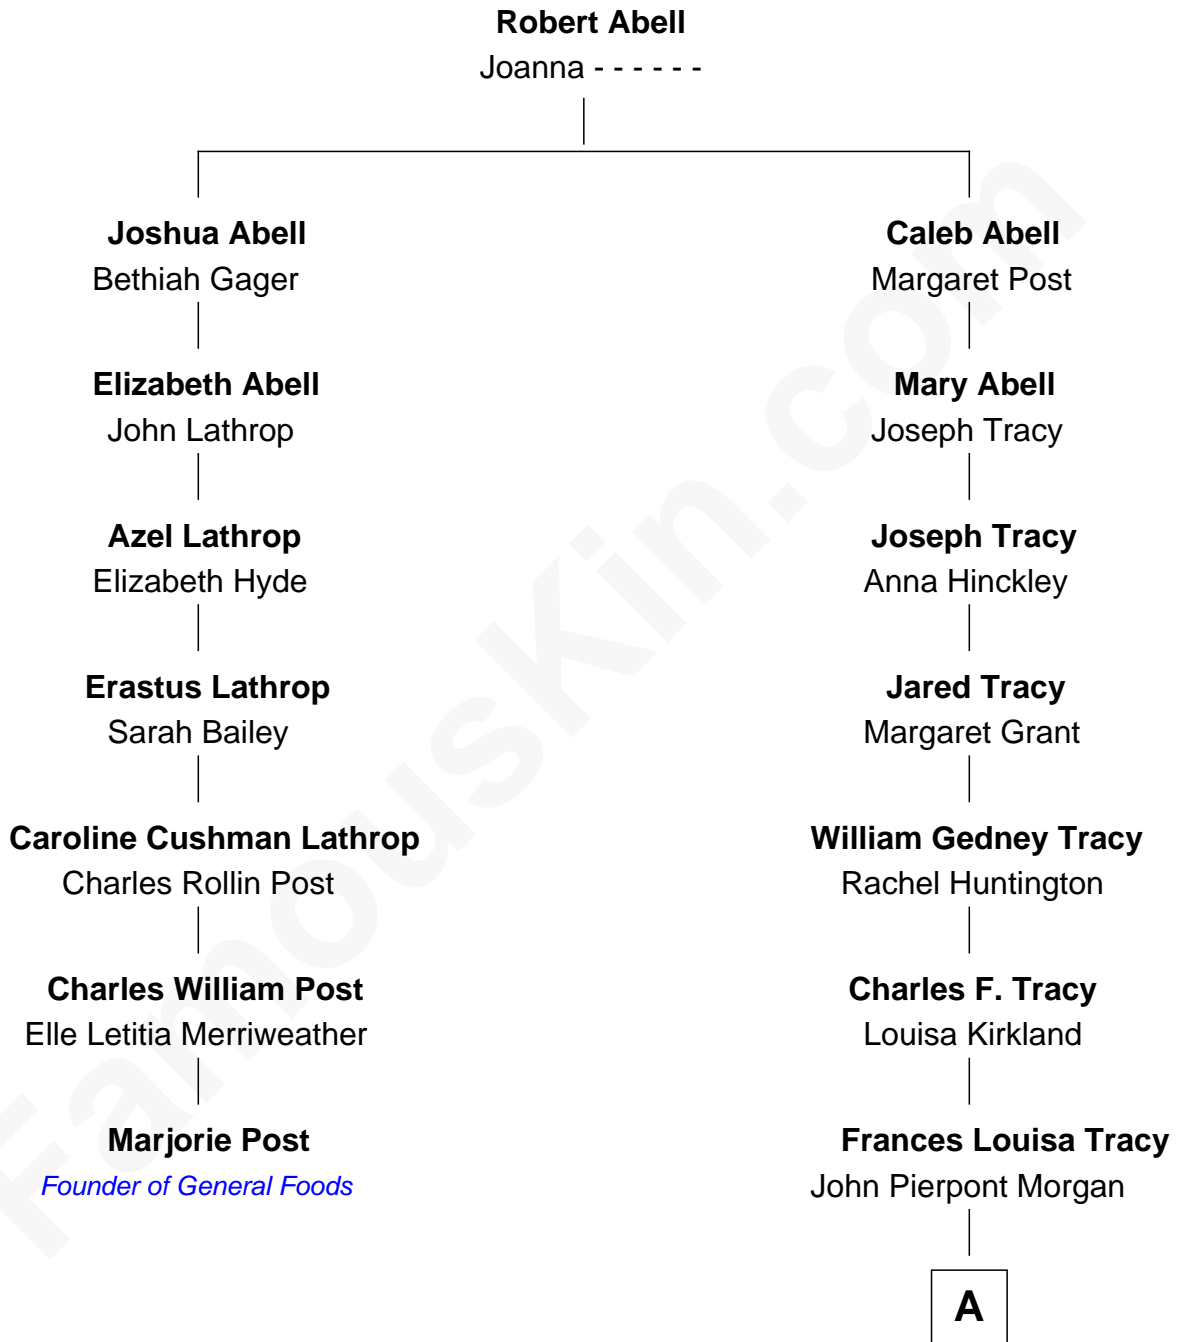 Robert Abell
Joanna - - - - - -
Joshua Abell
Bethiah Gager
Caleb Abell
Margaret Post
Elizabeth Abell
John Lathrop
Mary Abell
Joseph Tracy
Azel Lathrop
Elizabeth Hyde
Joseph Tracy
Anna Hinckley
Erastus Lathrop
Sarah Bailey
Jared Tracy
Margaret Grant
Caroline Cushman Lathrop
Charles Rollin Post
William Gedney Tracy
Rachel Huntington
Charles William Post
Elle Letitia Merriweather
Charles F. Tracy
Louisa Kirkland
Marjorie Post
Founder of General Foods
Frances Louisa Tracy
John Pierpont Morgan
A
FamousKin.com